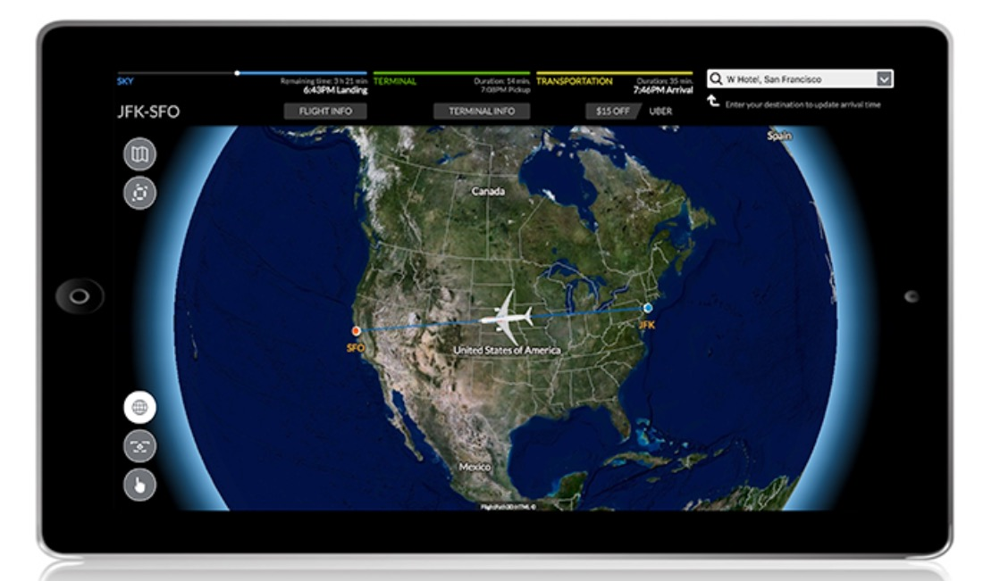 SKY
Remaining time: 3 h 21 min
6:43PM Landing
TERMINAL
Duration: 14 min.
7:08PM Pickup
TRANSPORTATION
Duration: 35 min.
7:46PM Arrival
W Hotel, San Francisco
Enter your destination to update arrival time
JFK-SFO
FLIGHT INFO
TERMINAL INFO
$15 OFF
UBER
Spain
Canada
JFK
SFO
United States of America
Mexico
FlightPath3D HTML ©